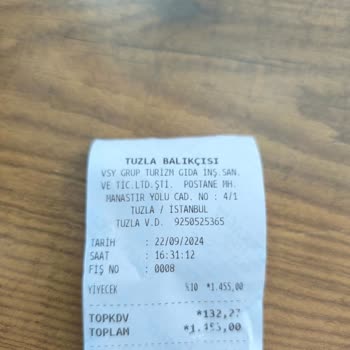 TUZLA BALIKÇISI
VSY GRUP TURİZM GIDA İNŞ.SAN.
VE TİC.LTD.ŞTİ. POSTANE MH.
MANASTIR YOLU CAD. NO : 4/1
TUZLA / İSTANBUL
TUZLA V.D. 9250525365
TARİH : 22/09/2024
SAAT : 16:31:12
FİŞ NO : 0008
YİYECEK %10 *1.455,00
TOPKDV *132,27
TOPLAM *1.455,00